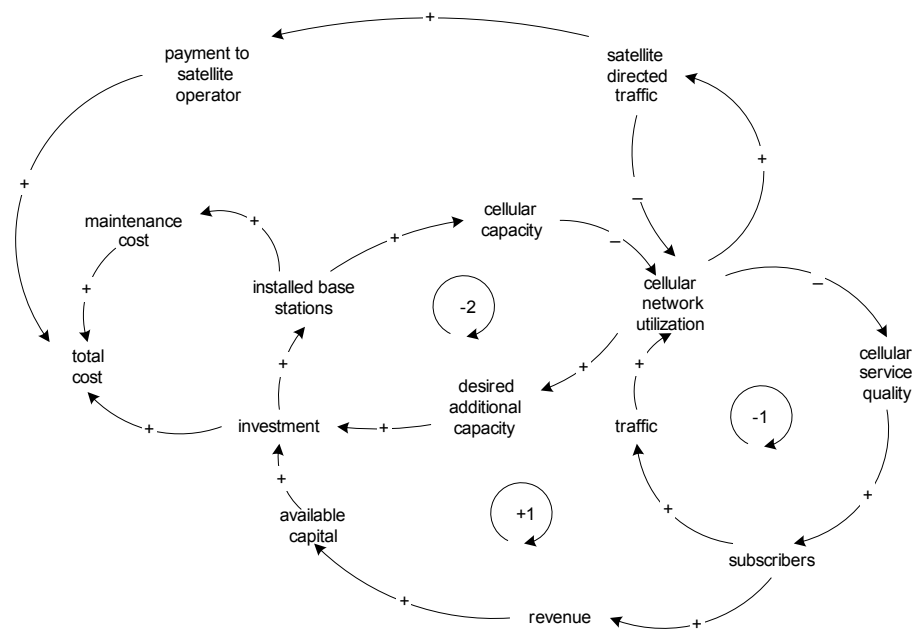 +
payment to
satellite
operator
satellite
directed
traffic
+
+
–
maintenance
cost
+
cellular
capacity
+
–
+
installed base
stations
cellular
network
utilization
–
-2
total
cost
+
+
cellular
service
quality
desired
additional
capacity
+
-1
+
investment
+
traffic
+
available
capital
+1
+
+
subscribers
+
revenue
+